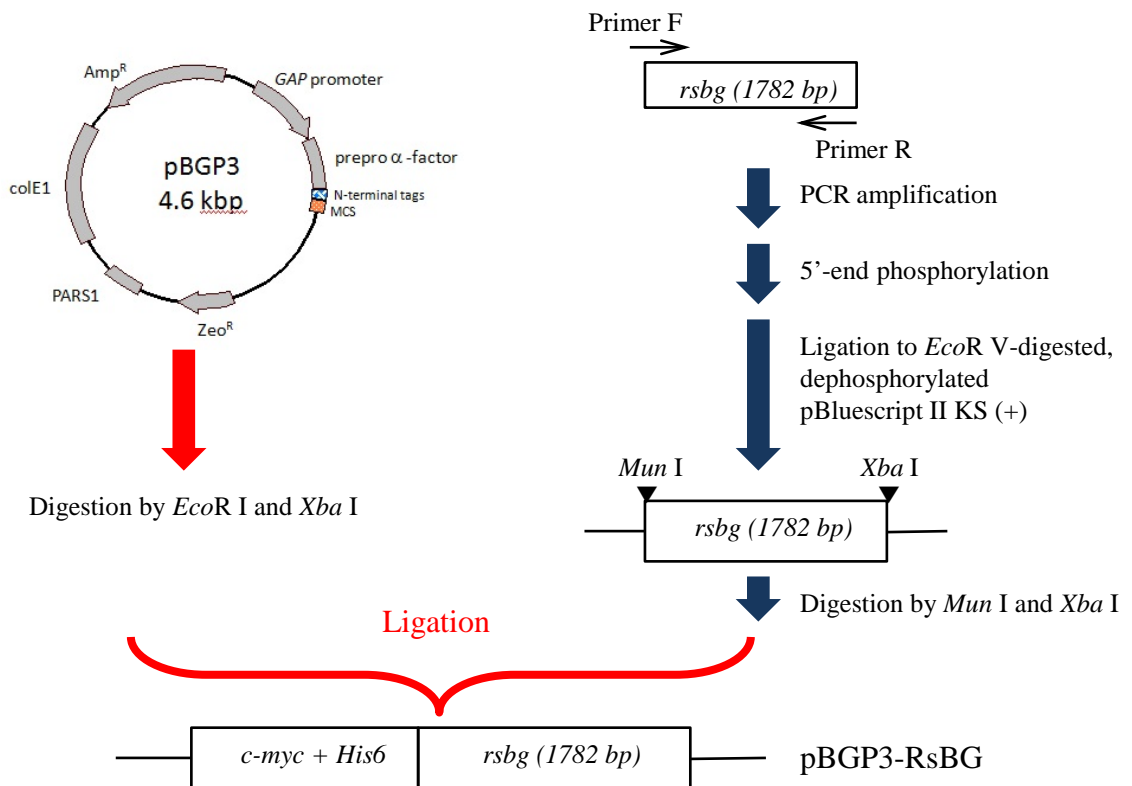 Primer F
Amp^R
GAP promoter
rsbg (1782 bp)
prepro α-factor
pBGP3
4.6 kbp
colE1
N-terminal tags
MCS
PARS1
Zeo^R
Primer R
PCR amplification
5’-end phosphorylation
Ligation to EcoR V-digested,
dephosphorylated
pBluescript II KS (+)
Digestion by EcoR I and Xba I
Mun I
Xba I
rsbg (1782 bp)
Digestion by Mun I and Xba I
Ligation
c-myc + His6
rsbg (1782 bp)
pBGP3-RsBG